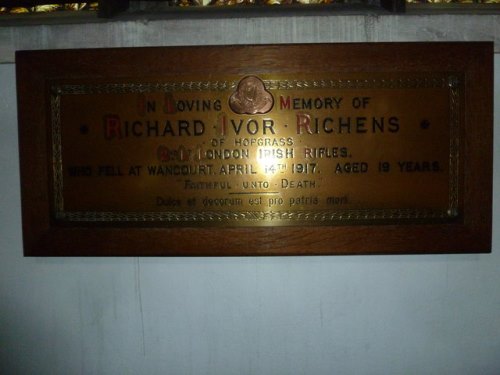 In Loving Memory of
Richard · Ivor · Richens
of Hopgrass
London Irish Rifles.
who fell at Wancourt, April 14th 1917. Aged 19 years.
"Faithful · unto · Death"
Dulce et decorum est pro patria mori.